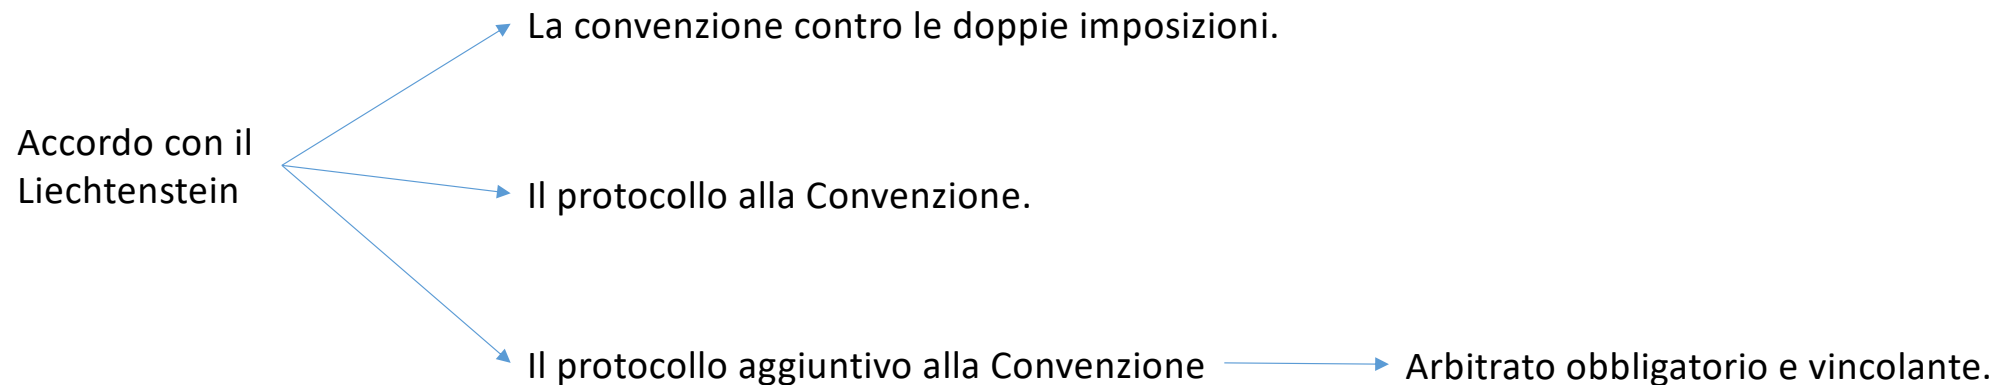 La convenzione contro le doppie imposizioni.
Accordo con il
Liechtenstein
Il protocollo alla Convenzione.
Il protocollo aggiuntivo alla Convenzione
Arbitrato obbligatorio e vincolante.